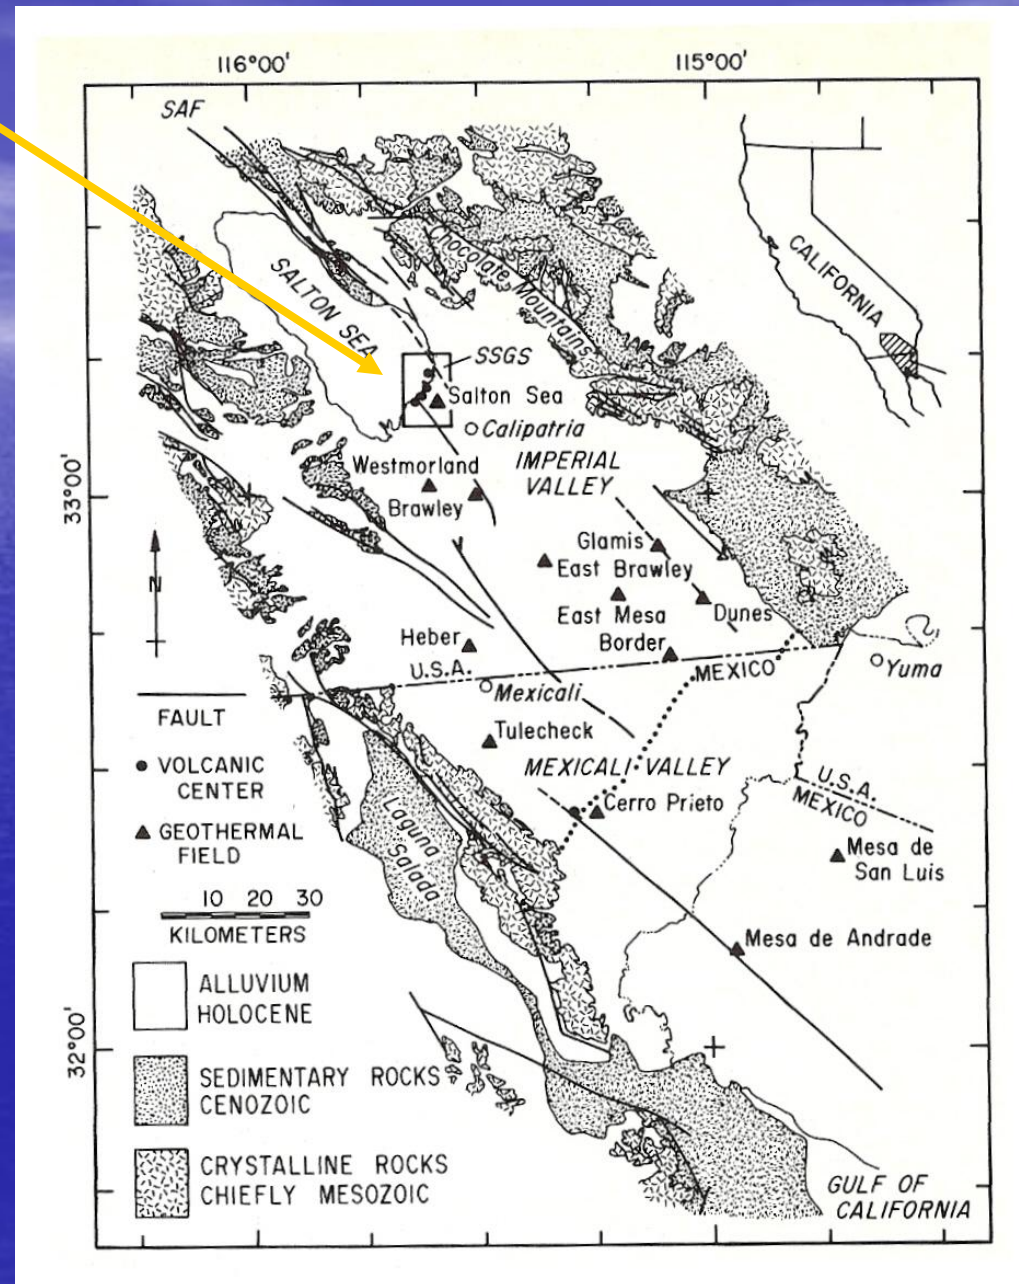 116°00'
115°00'
SAF
Chocolate
Mountains
SALTON SEA
CALIFORNIA
SSGS
Salton Sea
Calipatria
Westmorland
IMPERIAL
VALLEY
33°00'
Brawley
Glamis
East Brawley
N
East Mesa
Dunes
Border
Heber
U.S.A.
MEXICO
Yuma
Mexicali
FAULT
Tulecheck
VOLCANIC
CENTER
MEXICALI VALLEY
U.S.A.
MEXICO
Cerro Prieto
Laguna
Salada
GEOTHERMAL
FIELD
Mesa de
San Luis
10 20 30
KILOMETERS
Mesa de Andrade
ALLUVIUM
HOLOCENE
32°00'
SEDIMENTARY ROCKS
CENOZOIC
CRYSTALLINE ROCKS
CHIEFLY MESOZOIC
GULF OF
CALIFORNIA